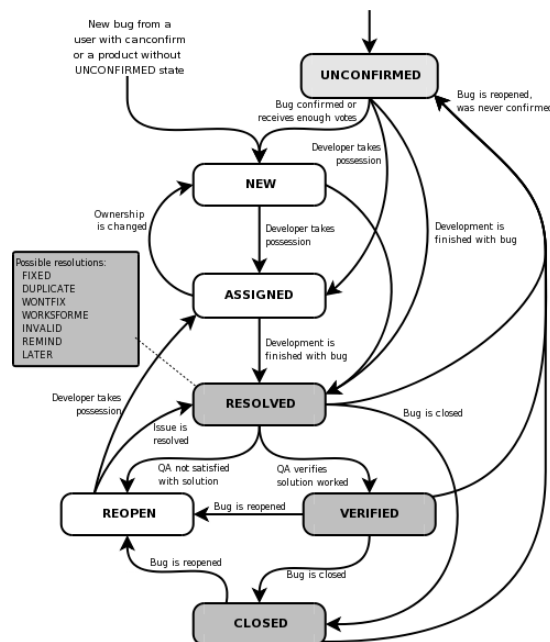 New bug from a
user with canconfirm
or a product without
UNCONFIRMED state
UNCONFIRMED
Bug is reopened,
was never confirmed
Bug confirmed or
receives enough votes
Developer takes
possession
NEW
Ownership
is changed
Developer takes
possession
Development is
finished with bug
Possible resolutions:
FIXED
DUPLICATE
WONTFIX
WORKSFORME
INVALID
REMIND
LATER
ASSIGNED
Development is
finished with bug
Developer takes
possession
RESOLVED
Bug is closed
Issue is
resolved
QA not satisfied
with solution
QA verifies
solution worked
REOPEN
Bug is reopened
VERIFIED
Bug is reopened
Bug is closed
CLOSED